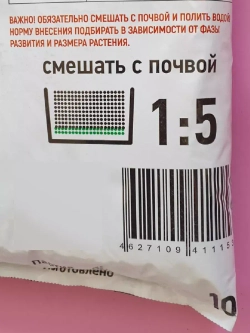 ВАЖНО! ОБЯЗАТЕЛЬНО СМЕШАТЬ С ПОЧВОЙ И ПОЛИТЬ ВОДОЙ
НОРМУ ВНЕСЕНИЯ ПОДБИРАТЬ В ЗАВИСИМОСТИ ОТ ФАЗЫ
РАЗВИТИЯ И РАЗМЕРА РАСТЕНИЯ.
смешать с почвой
1:5
4 627109 41115